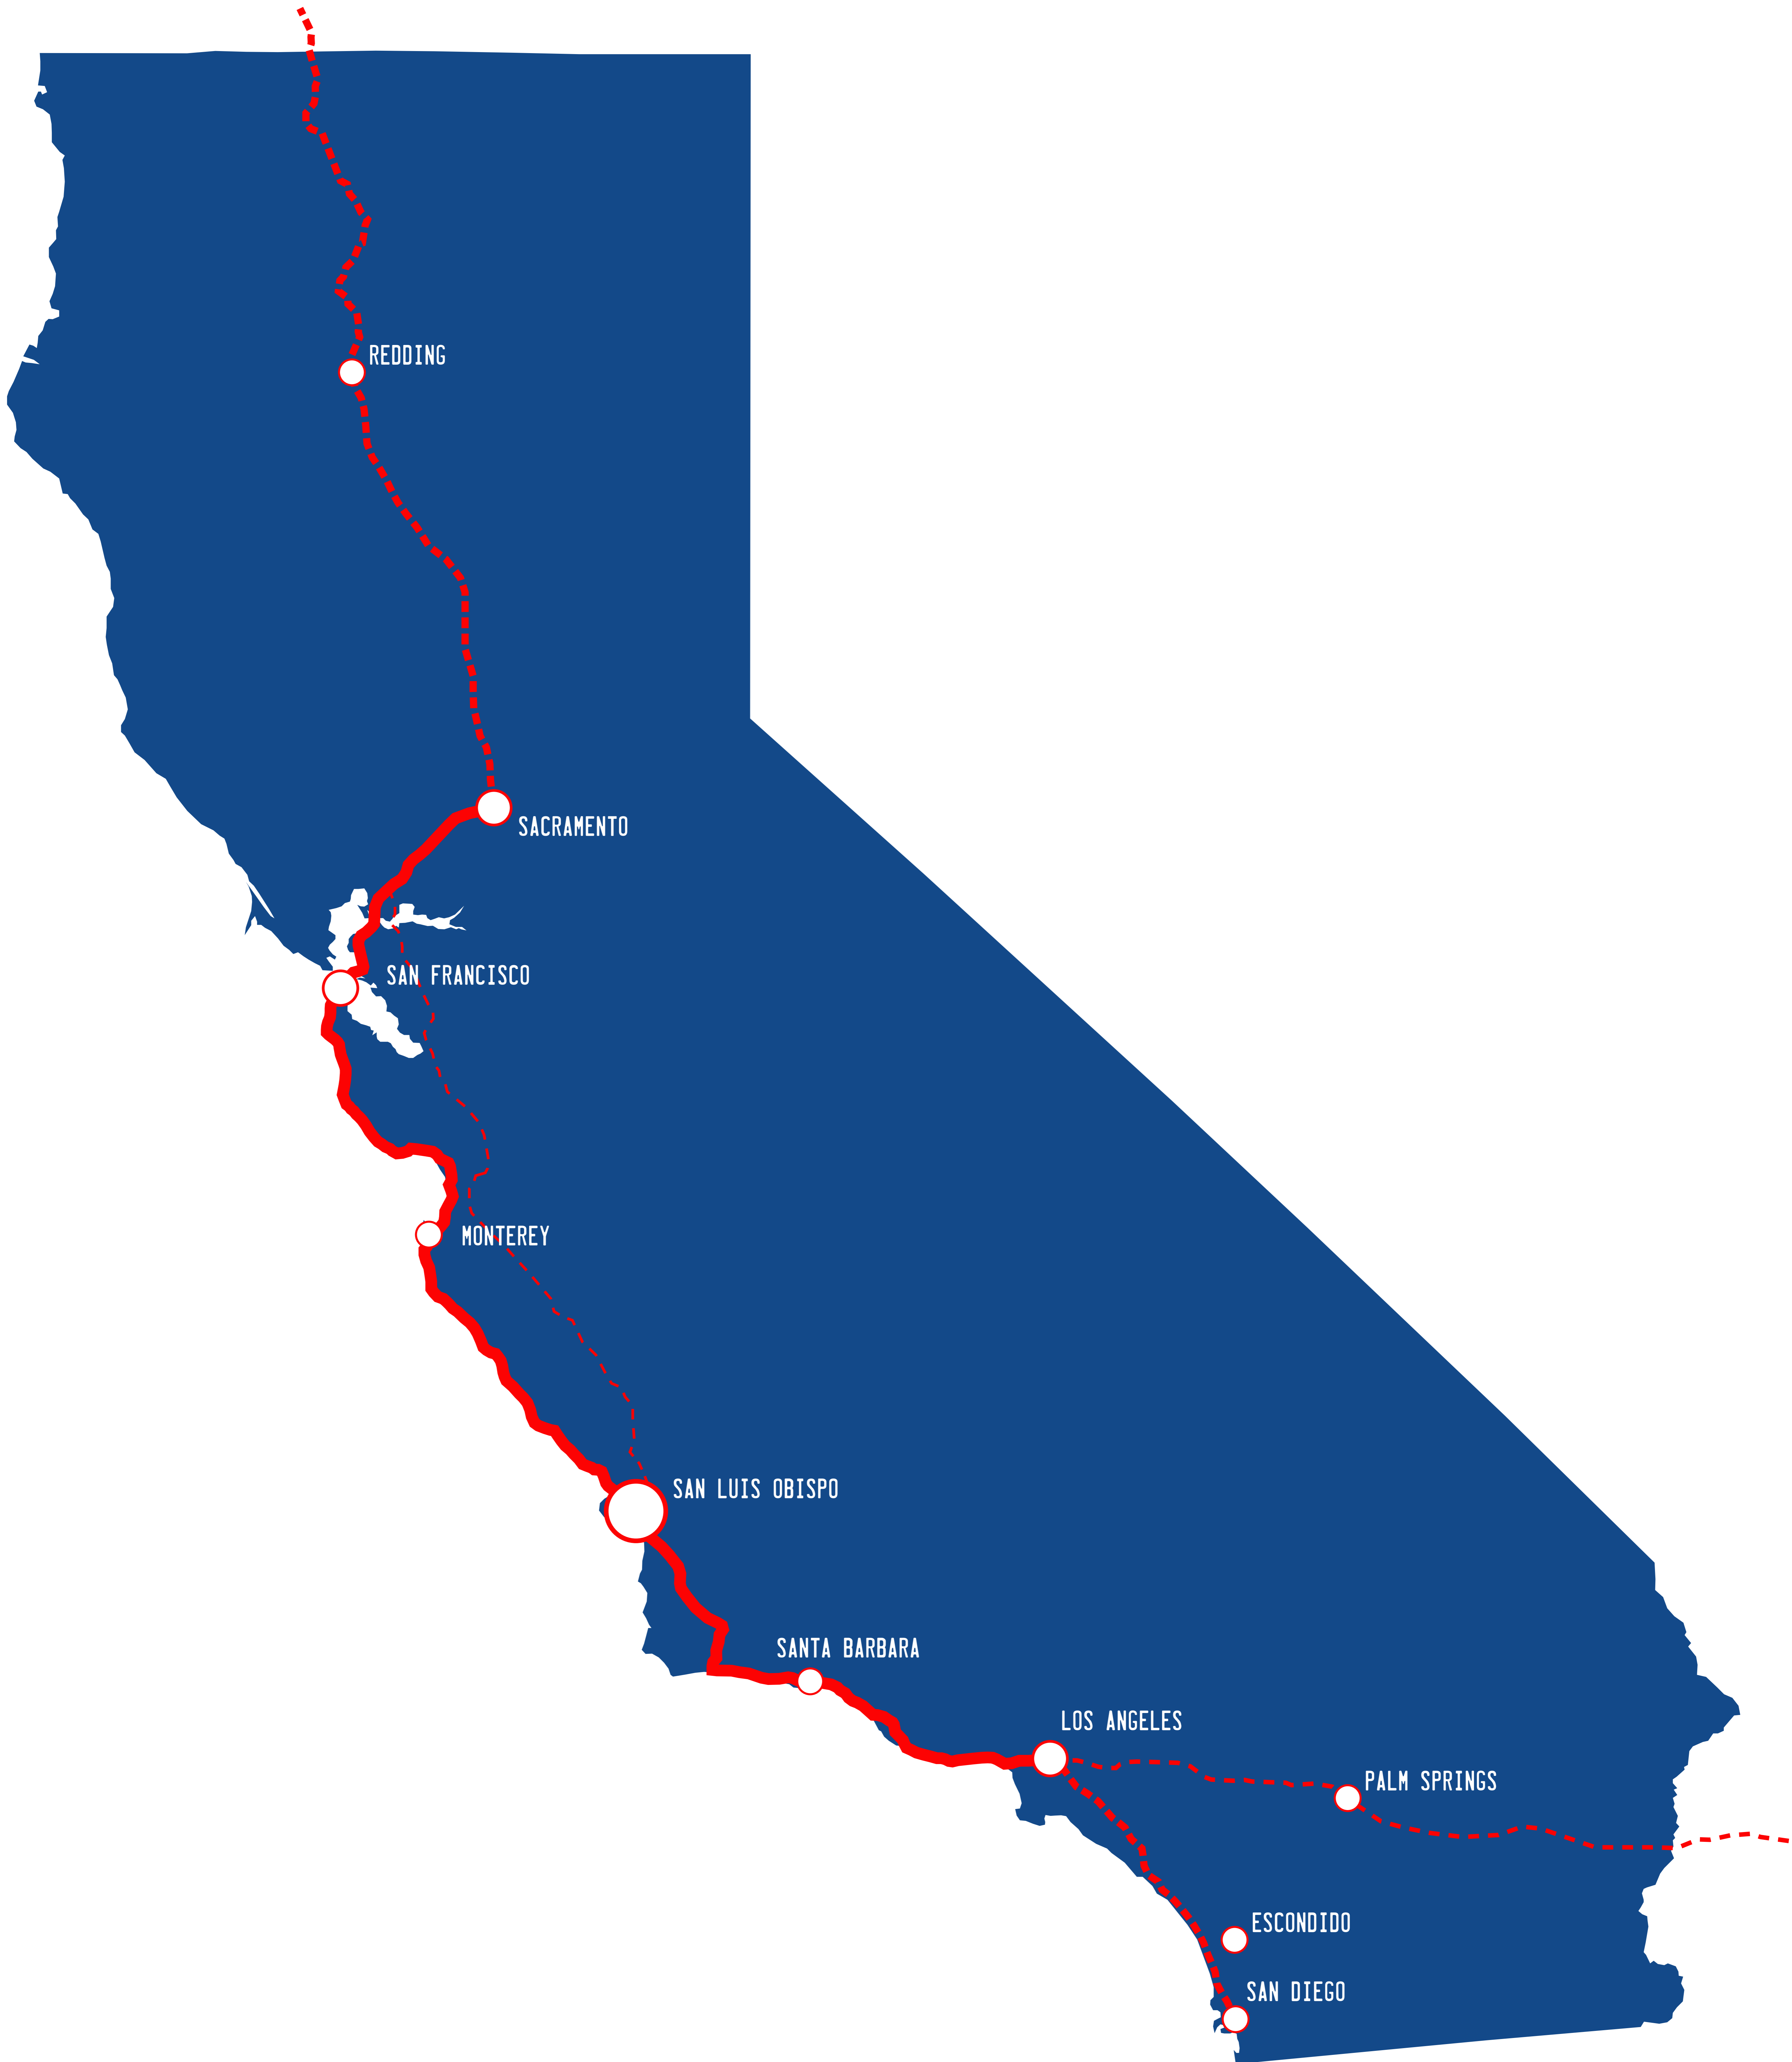 REDDING
SACRAMENTO
SAN FRANCISCO
MONTEREY
SAN LUIS OBISPO
SANTA BARBARA
LOS ANGELES
PALM SPRINGS
ESCONDIDO
SAN DIEGO